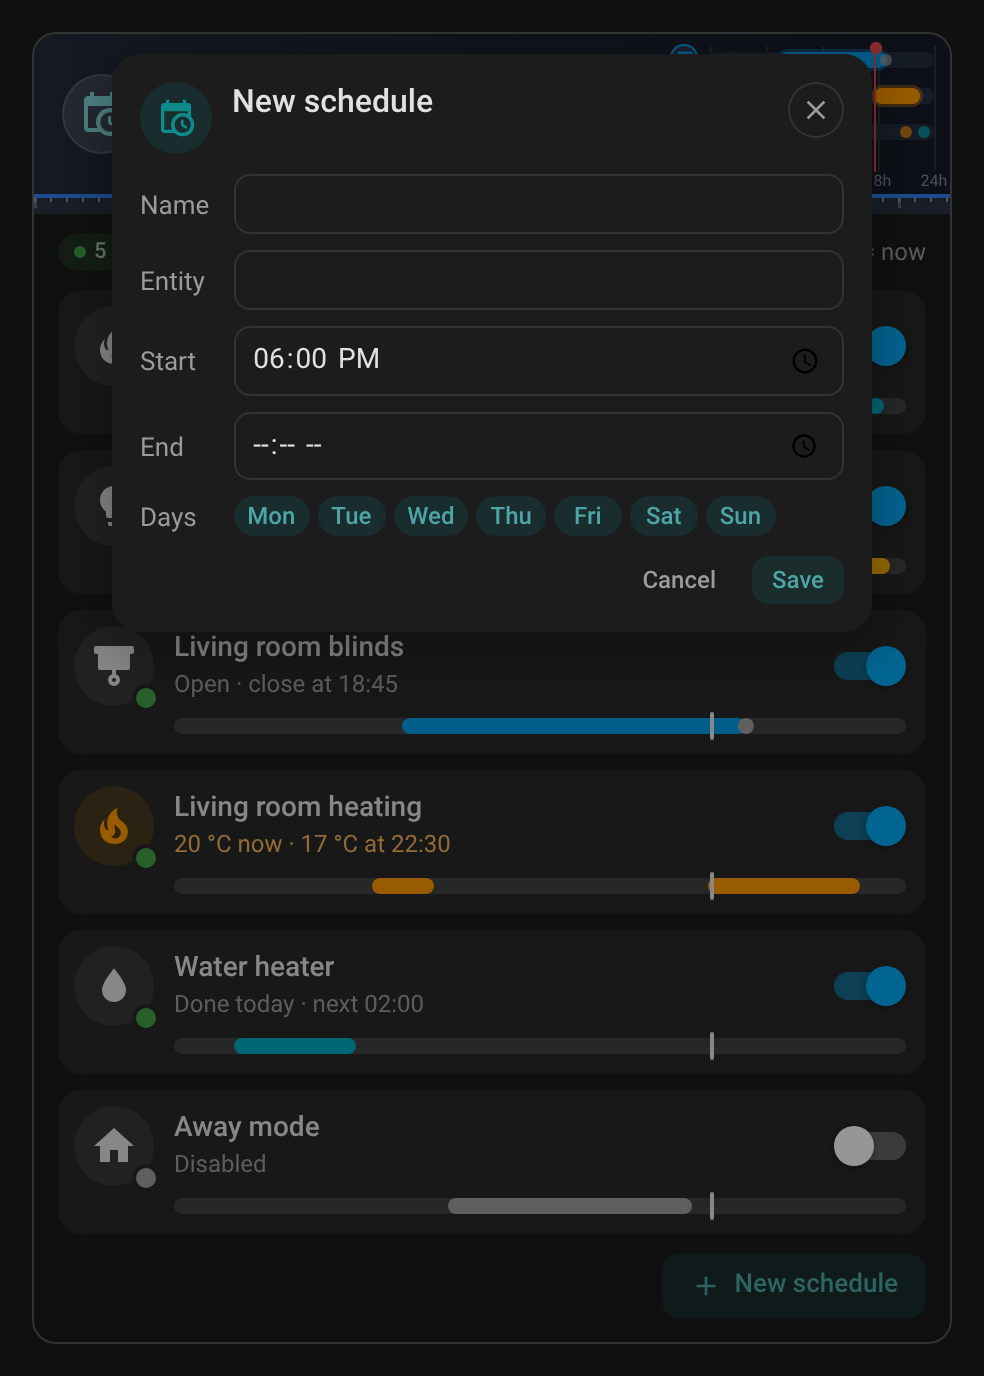 New schedule
8h 24h
Name
5
now
Entity
Start 06:00 PM
End --:-- --
Days Mon Tue Wed Thu Fri Sat Sun
Cancel Save
Living room blinds
Open · close at 18:45
Living room heating
20 °C now · 17 °C at 22:30
Water heater
Done today · next 02:00
Away mode
Disabled
+ New schedule